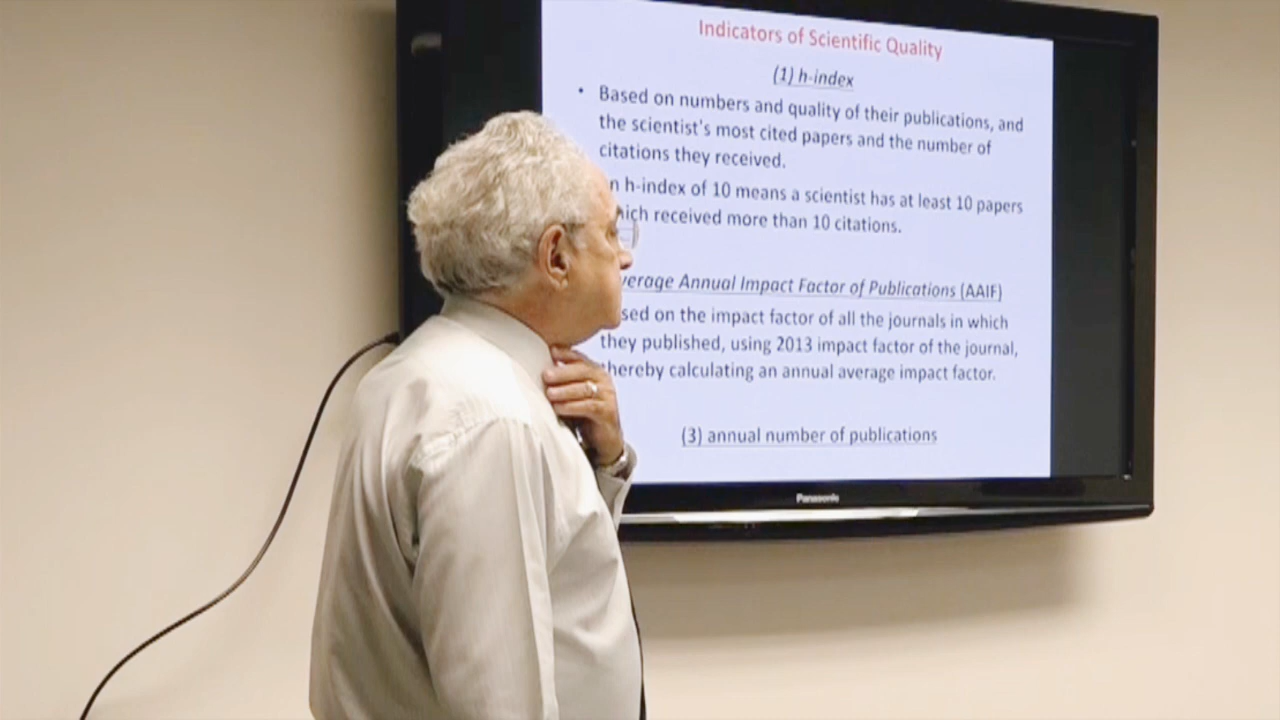 Indicators of Scientific Quality
(1) h-index
• Based on numbers and quality of their publications, and
the scientist's most cited papers and the number of
citations they received.
n h-index of 10 means a scientist has at least 10 papers
hich received more than 10 citations.
verage Annual Impact Factor of Publications (AAIF)
sed on the impact factor of all the journals in which
they published, using 2013 impact factor of the journal,
thereby calculating an annual average impact factor.
(3) annual number of publications
Panasonic